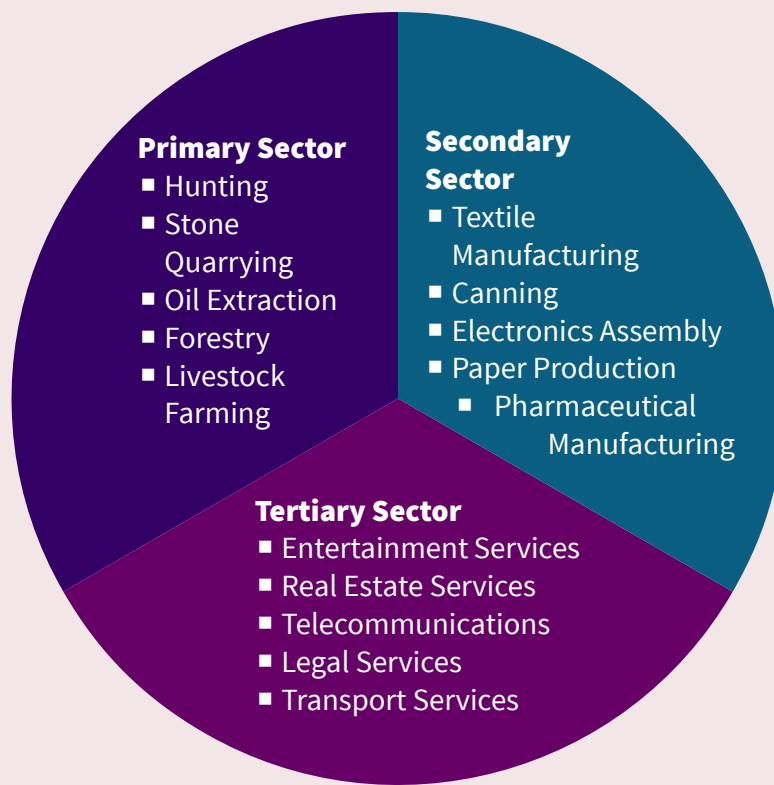 Primary Sector
■ Hunting
■ Stone
Quarrying
■ Oil Extraction
■ Forestry
■ Livestock
Farming
Secondary
Sector
■ Textile
Manufacturing
■ Canning
■ Electronics Assembly
■ Paper Production
■ Pharmaceutical
Manufacturing
Tertiary Sector
■ Entertainment Services
■ Real Estate Services
■ Telecommunications
■ Legal Services
■ Transport Services